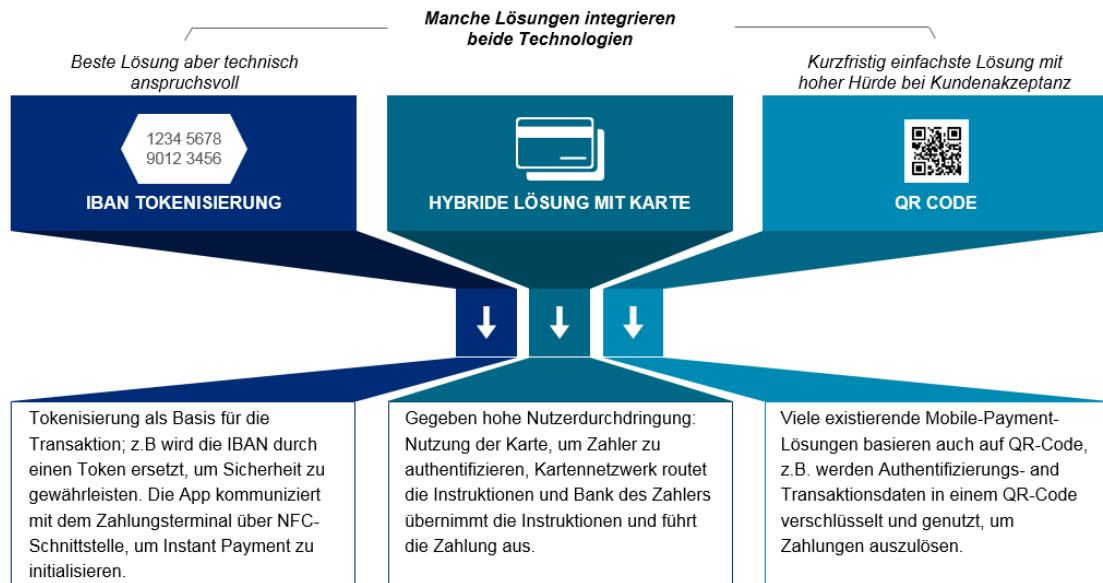 Manche Lösungen integrieren
beide Technologien
Beste Lösung aber technisch
anspruchsvoll
Kurzfristig einfachste Lösung mit
hoher Hürde bei Kundenakzeptanz
1234 5678
9012 3456
IBAN TOKENISIERUNG
HYBRIDE LÖSUNG MIT KARTE
QR CODE
Tokenisierung als Basis für die
Transaktion; z.B wird die IBAN durch
einen Token ersetzt, um Sicherheit zu
gewährleisten. Die App kommuniziert
mit dem Zahlungsterminal über NFC-
Schnittstelle, um Instant Payment zu
initialisieren.
Gegeben hohe Nutzerdurchdringung:
Nutzung der Karte, um Zahler zu
authentifizieren, Kartennetzwerk routet
die Instruktionen und Bank des Zahlers
übernimmt die Instruktionen und führt
die Zahlung aus.
Viele existierende Mobile-Payment-
Lösungen basieren auch auf QR-Code,
z.B. werden Authentifizierungs- and
Transaktionsdaten in einem QR-Code
verschlüsselt und genutzt, um
Zahlungen auszulösen.